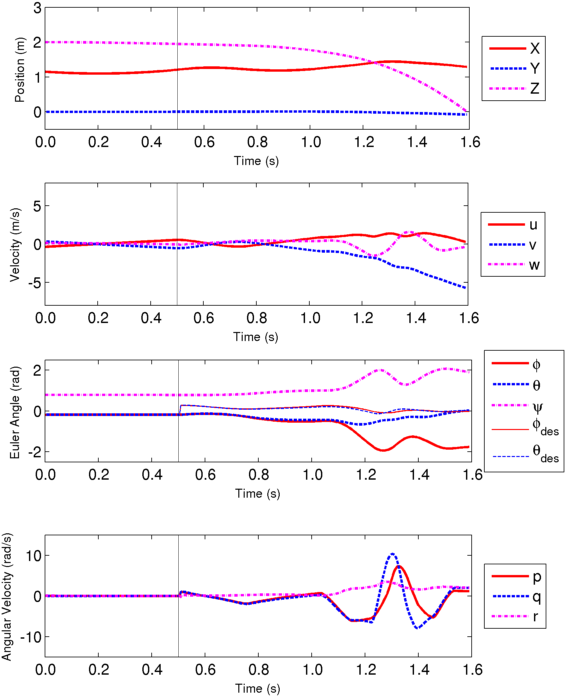 3
2
1
0
Position (m)
0.0 0.2 0.4 0.6 0.8 1.0 1.2 1.4 1.6
Time (s)
X
Y
Z
5
0
-5
Velocity (m/s)
0.0 0.2 0.4 0.6 0.8 1.0 1.2 1.4 1.6
Time (s)
u
v
w
2
0
-2
Euler Angle (rad)
0.0 0.2 0.4 0.6 0.8 1.0 1.2 1.4 1.6
Time (s)
ϕ
θ
ψ
ϕdes
θdes
10
0
-10
Angular Velocity (rad/s)
0.0 0.2 0.4 0.6 0.8 1.0 1.2 1.4 1.6
Time (s)
p
q
r